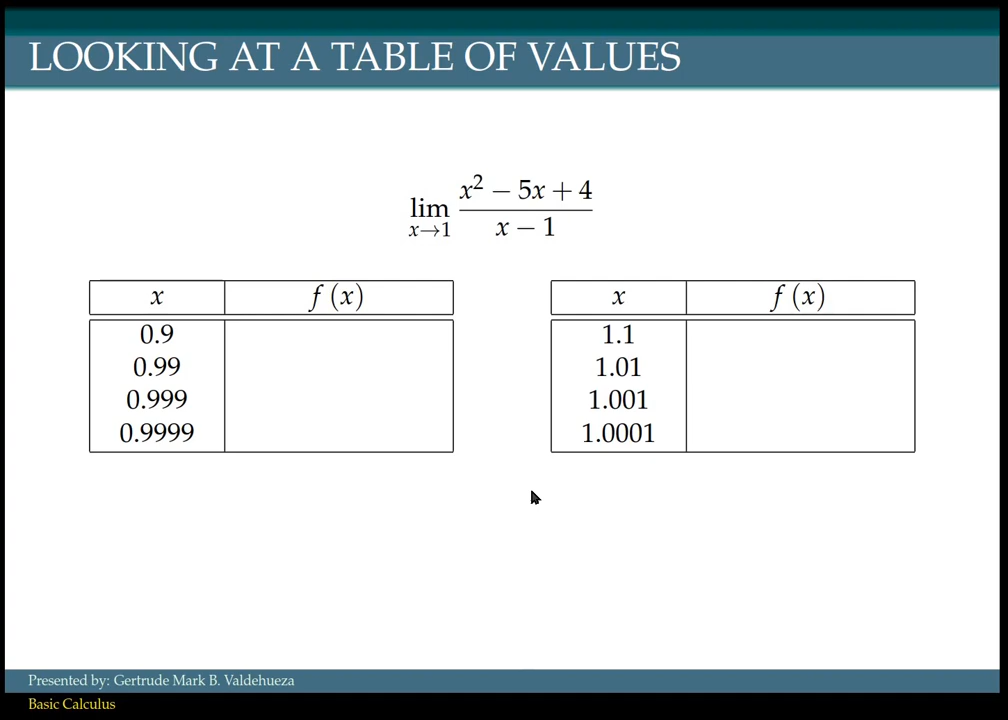 LOOKING AT A TABLE OF VALUES
lim x→1 (x² − 5x + 4)/(x − 1)
x f (x)
0.9
0.99
0.999
0.9999
x f (x)
1.1
1.01
1.001
1.0001
Presented by: Gertrude Mark B. Valdehueza
Basic Calculus